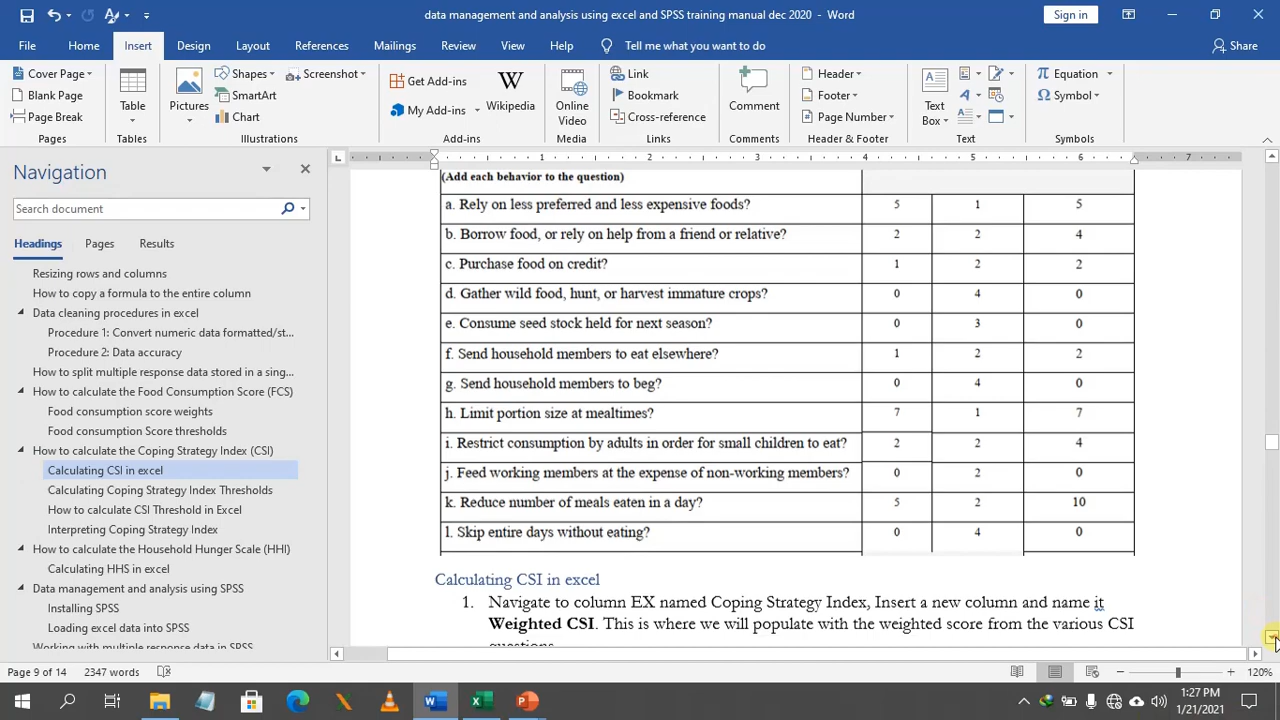 data management and analysis using excel and SPSS training manual dec 2020 - Word
Sign in
File Home Insert Design Layout References Mailings Review View Help Tell me what you want to do Share
Cover Page
Blank Page
Page Break
Pages
Table
Tables
Pictures
Shapes
SmartArt
Chart
Screenshot
Illustrations
Get Add-ins
My Add-ins
Wikipedia
Add-ins
Online
Video
Media
Link
Bookmark
Cross-reference
Links
Comment
Comments
Header
Footer
Page Number
Header & Footer
Text
Box
Text
Equation
Symbol
Symbols
Navigation
Search document
Headings Pages Results
Resizing rows and columns
How to copy a formula to the entire column
Data cleaning procedures in excel
Procedure 1: Convert numeric data formatted/st...
Procedure 2: Data accuracy
How to split multiple response data stored in a sing...
How to calculate the Food Consumption Score (FCS)
Food consumption score weights
Food consumption Score thresholds
How to calculate the Coping Strategy Index (CSI)
Calculating CSI in excel
Calculating Coping Strategy Index Thresholds
How to calculate CSI Threshold in Excel
Interpreting Coping Strategy Index
How to calculate the Household Hunger Scale (HHI)
Calculating HHS in excel
Data management and analysis using SPSS
Installing SPSS
Loading excel data into SPSS
Working with multiple response data in SPSS
1 2 3 4 5 6 7
(Add each behavior to the question)
a. Rely on less preferred and less expensive foods? 5 1 5
b. Borrow food, or rely on help from a friend or relative? 2 2 4
c. Purchase food on credit? 1 2 2
d. Gather wild food, hunt, or harvest immature crops? 0 4 0
e. Consume seed stock held for next season? 0 3 0
f. Send household members to eat elsewhere? 1 2 2
g. Send household members to beg? 0 4 0
h. Limit portion size at mealtimes? 7 1 7
i. Restrict consumption by adults in order for small children to eat? 2 2 4
j. Feed working members at the expense of non-working members? 0 2 0
k. Reduce number of meals eaten in a day? 5 2 10
l. Skip entire days without eating? 0 4 0
Calculating CSI in excel
1. Navigate to column EX named Coping Strategy Index, Insert a new column and name it
Weighted CSI. This is where we will populate with the weighted score from the various CSI
questions.
Page 9 of 14 2347 words 120%
1:27 PM
1/21/2021